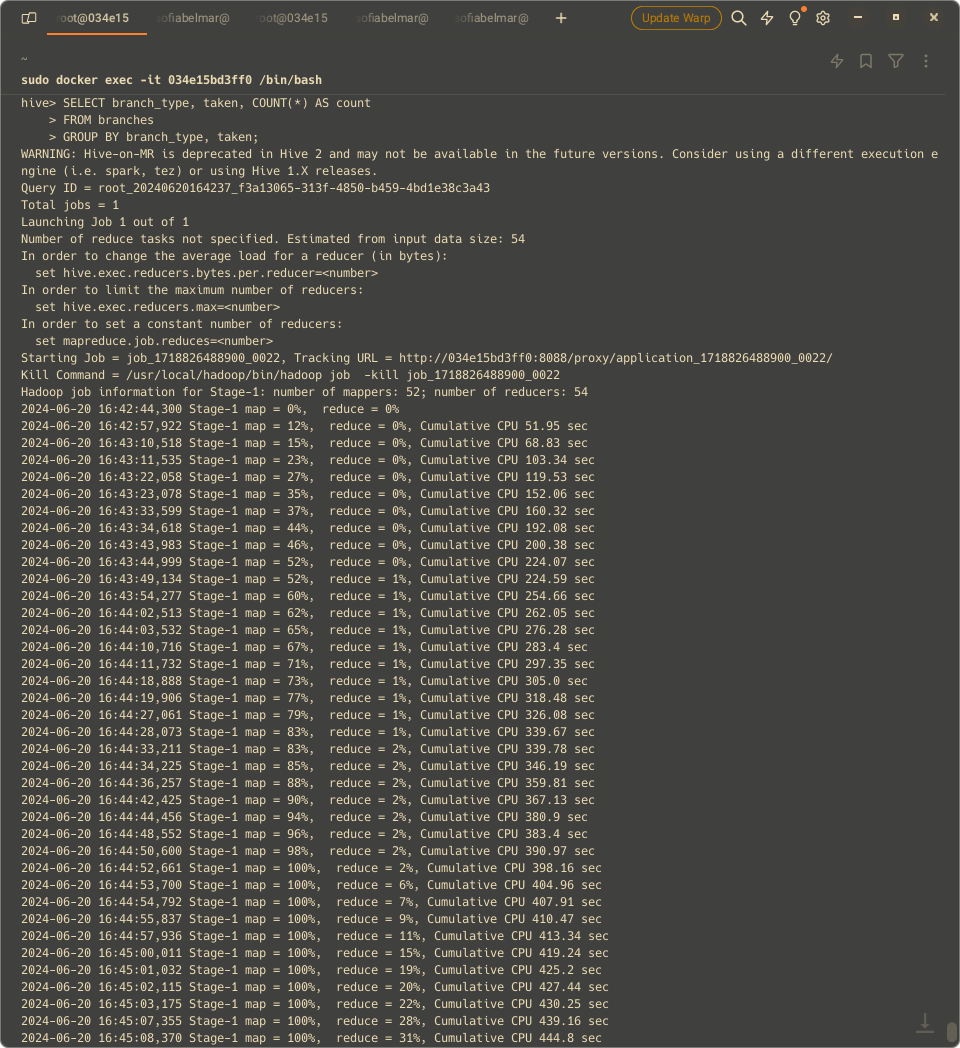 root@034e15 sofiabelmar@ root@034e15 sofiabelmar@ sofiabelmar@ + Update Warp
~
sudo docker exec -it 034e15bd3ff0 /bin/bash
hive> SELECT branch_type, taken, COUNT(*) AS count
    > FROM branches
    > GROUP BY branch_type, taken;
WARNING: Hive-on-MR is deprecated in Hive 2 and may not be available in the future versions. Consider using a different execution e
ngine (i.e. spark, tez) or using Hive 1.X releases.
Query ID = root_20240620164237_f3a13065-313f-4850-b459-4bd1e38c3a43
Total jobs = 1
Launching Job 1 out of 1
Number of reduce tasks not specified. Estimated from input data size: 54
In order to change the average load for a reducer (in bytes):
  set hive.exec.reducers.bytes.per.reducer=<number>
In order to limit the maximum number of reducers:
  set hive.exec.reducers.max=<number>
In order to set a constant number of reducers:
  set mapreduce.job.reduces=<number>
Starting Job = job_1718826488900_0022, Tracking URL = http://034e15bd3ff0:8088/proxy/application_1718826488900_0022/
Kill Command = /usr/local/hadoop/bin/hadoop job  -kill job_1718826488900_0022
Hadoop job information for Stage-1: number of mappers: 52; number of reducers: 54
2024-06-20 16:42:44,300 Stage-1 map = 0%,  reduce = 0%
2024-06-20 16:42:57,922 Stage-1 map = 12%,  reduce = 0%, Cumulative CPU 51.95 sec
2024-06-20 16:43:10,518 Stage-1 map = 15%,  reduce = 0%, Cumulative CPU 68.83 sec
2024-06-20 16:43:11,535 Stage-1 map = 23%,  reduce = 0%, Cumulative CPU 103.34 sec
2024-06-20 16:43:22,058 Stage-1 map = 27%,  reduce = 0%, Cumulative CPU 119.53 sec
2024-06-20 16:43:23,078 Stage-1 map = 35%,  reduce = 0%, Cumulative CPU 152.06 sec
2024-06-20 16:43:33,599 Stage-1 map = 37%,  reduce = 0%, Cumulative CPU 160.32 sec
2024-06-20 16:43:34,618 Stage-1 map = 44%,  reduce = 0%, Cumulative CPU 192.08 sec
2024-06-20 16:43:43,983 Stage-1 map = 46%,  reduce = 0%, Cumulative CPU 200.38 sec
2024-06-20 16:43:44,999 Stage-1 map = 52%,  reduce = 0%, Cumulative CPU 224.07 sec
2024-06-20 16:43:49,134 Stage-1 map = 52%,  reduce = 1%, Cumulative CPU 224.59 sec
2024-06-20 16:43:54,277 Stage-1 map = 60%,  reduce = 1%, Cumulative CPU 254.66 sec
2024-06-20 16:44:02,513 Stage-1 map = 62%,  reduce = 1%, Cumulative CPU 262.05 sec
2024-06-20 16:44:03,532 Stage-1 map = 65%,  reduce = 1%, Cumulative CPU 276.28 sec
2024-06-20 16:44:10,716 Stage-1 map = 67%,  reduce = 1%, Cumulative CPU 283.4 sec
2024-06-20 16:44:11,732 Stage-1 map = 71%,  reduce = 1%, Cumulative CPU 297.35 sec
2024-06-20 16:44:18,888 Stage-1 map = 73%,  reduce = 1%, Cumulative CPU 305.0 sec
2024-06-20 16:44:19,906 Stage-1 map = 77%,  reduce = 1%, Cumulative CPU 318.48 sec
2024-06-20 16:44:27,061 Stage-1 map = 79%,  reduce = 1%, Cumulative CPU 326.08 sec
2024-06-20 16:44:28,073 Stage-1 map = 83%,  reduce = 1%, Cumulative CPU 339.67 sec
2024-06-20 16:44:33,211 Stage-1 map = 83%,  reduce = 2%, Cumulative CPU 339.78 sec
2024-06-20 16:44:34,225 Stage-1 map = 85%,  reduce = 2%, Cumulative CPU 346.19 sec
2024-06-20 16:44:36,257 Stage-1 map = 88%,  reduce = 2%, Cumulative CPU 359.81 sec
2024-06-20 16:44:42,425 Stage-1 map = 90%,  reduce = 2%, Cumulative CPU 367.13 sec
2024-06-20 16:44:44,456 Stage-1 map = 94%,  reduce = 2%, Cumulative CPU 380.9 sec
2024-06-20 16:44:48,552 Stage-1 map = 96%,  reduce = 2%, Cumulative CPU 383.4 sec
2024-06-20 16:44:50,600 Stage-1 map = 98%,  reduce = 2%, Cumulative CPU 390.97 sec
2024-06-20 16:44:52,661 Stage-1 map = 100%,  reduce = 2%, Cumulative CPU 398.16 sec
2024-06-20 16:44:53,700 Stage-1 map = 100%,  reduce = 6%, Cumulative CPU 404.96 sec
2024-06-20 16:44:54,792 Stage-1 map = 100%,  reduce = 7%, Cumulative CPU 407.91 sec
2024-06-20 16:44:55,837 Stage-1 map = 100%,  reduce = 9%, Cumulative CPU 410.47 sec
2024-06-20 16:44:57,936 Stage-1 map = 100%,  reduce = 11%, Cumulative CPU 413.34 sec
2024-06-20 16:45:00,011 Stage-1 map = 100%,  reduce = 15%, Cumulative CPU 419.24 sec
2024-06-20 16:45:01,032 Stage-1 map = 100%,  reduce = 19%, Cumulative CPU 425.2 sec
2024-06-20 16:45:02,115 Stage-1 map = 100%,  reduce = 20%, Cumulative CPU 427.44 sec
2024-06-20 16:45:03,175 Stage-1 map = 100%,  reduce = 22%, Cumulative CPU 430.25 sec
2024-06-20 16:45:07,355 Stage-1 map = 100%,  reduce = 28%, Cumulative CPU 439.16 sec
2024-06-20 16:45:08,370 Stage-1 map = 100%,  reduce = 31%, Cumulative CPU 444.8 sec